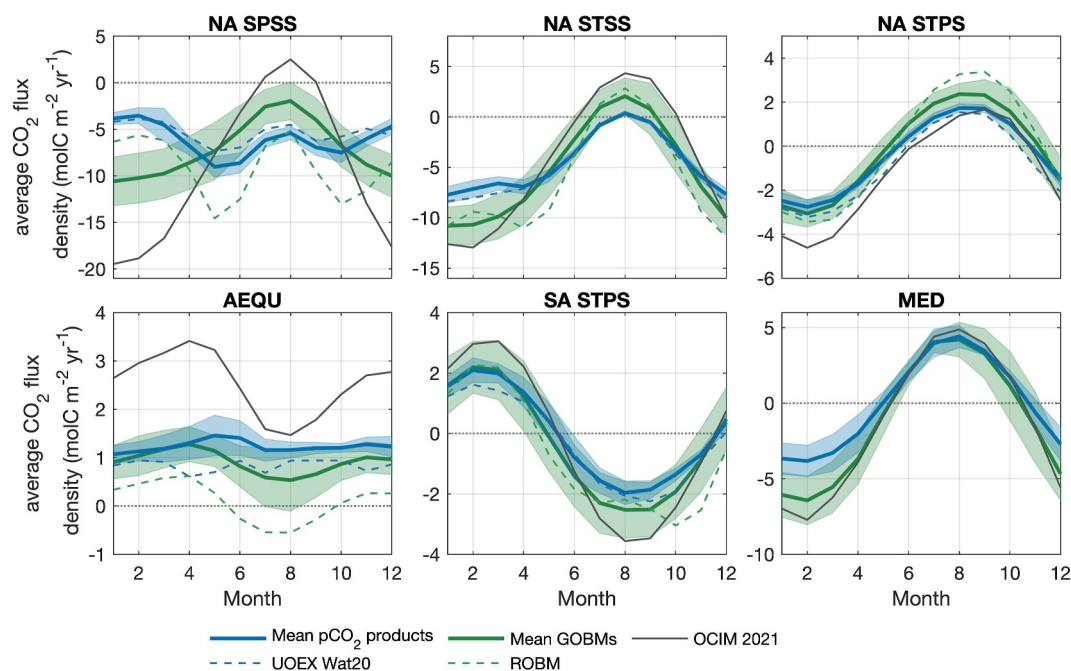 NA SPSS
NA STSS
NA STPS
average CO2 flux
density (molC m-2 yr-1)
5
0
-5
-10
-15
-20
5
0
-5
-10
-15
4
2
0
-2
-4
-6
AEQU
SA STPS
MED
average CO2 flux
density (molC m-2 yr-1)
4
3
2
1
0
-1
2 4 6 8 10 12
Month
4
2
0
-2
-4
2 4 6 8 10 12
Month
5
0
-5
-10
2 4 6 8 10 12
Month
Mean pCO2 products
Mean GOBMs
OCIM 2021
UOEX Wat20
ROBM